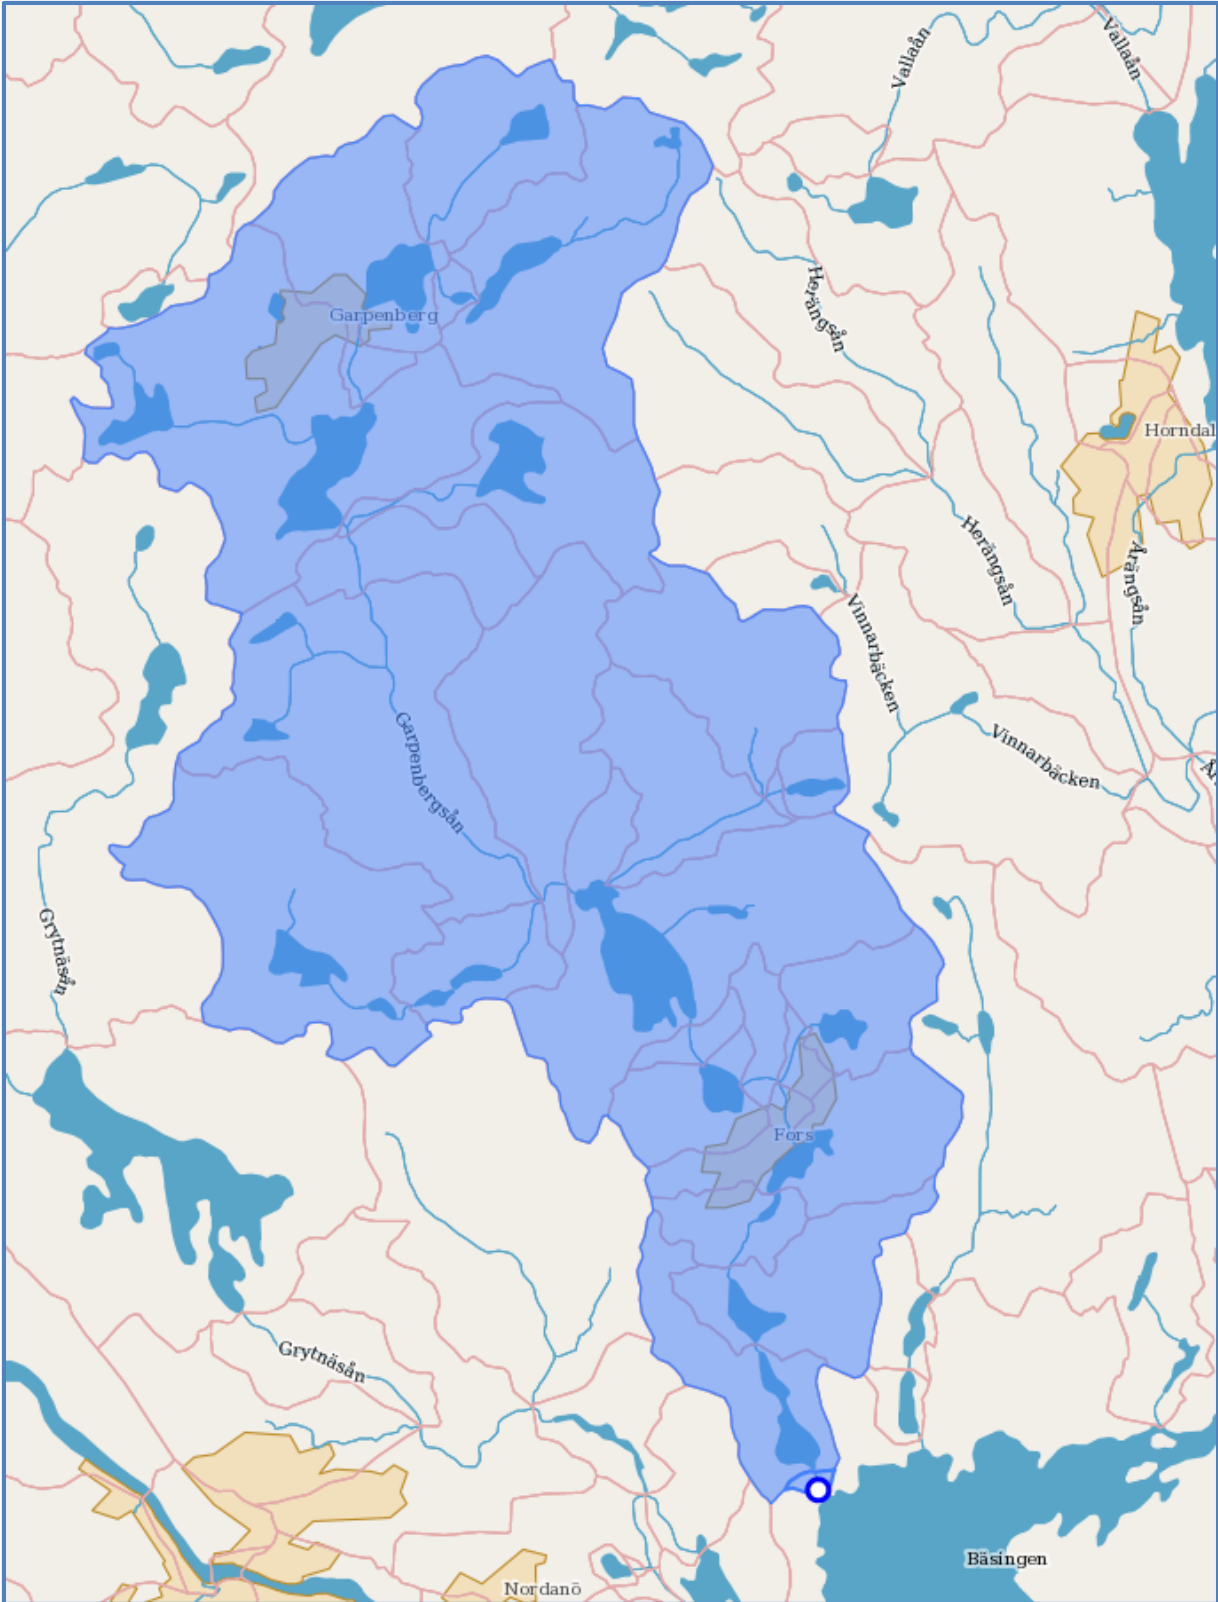 Vallaån
Vallaån
Herängsån
Garpenberg
Horndal
Herängsån
Årängsån
Vinnarbäcken
Garpenbergsån
Vinnarbäcken
Grytnäsån
Fors
Grytnäsån
Bäsingen
Nordanö